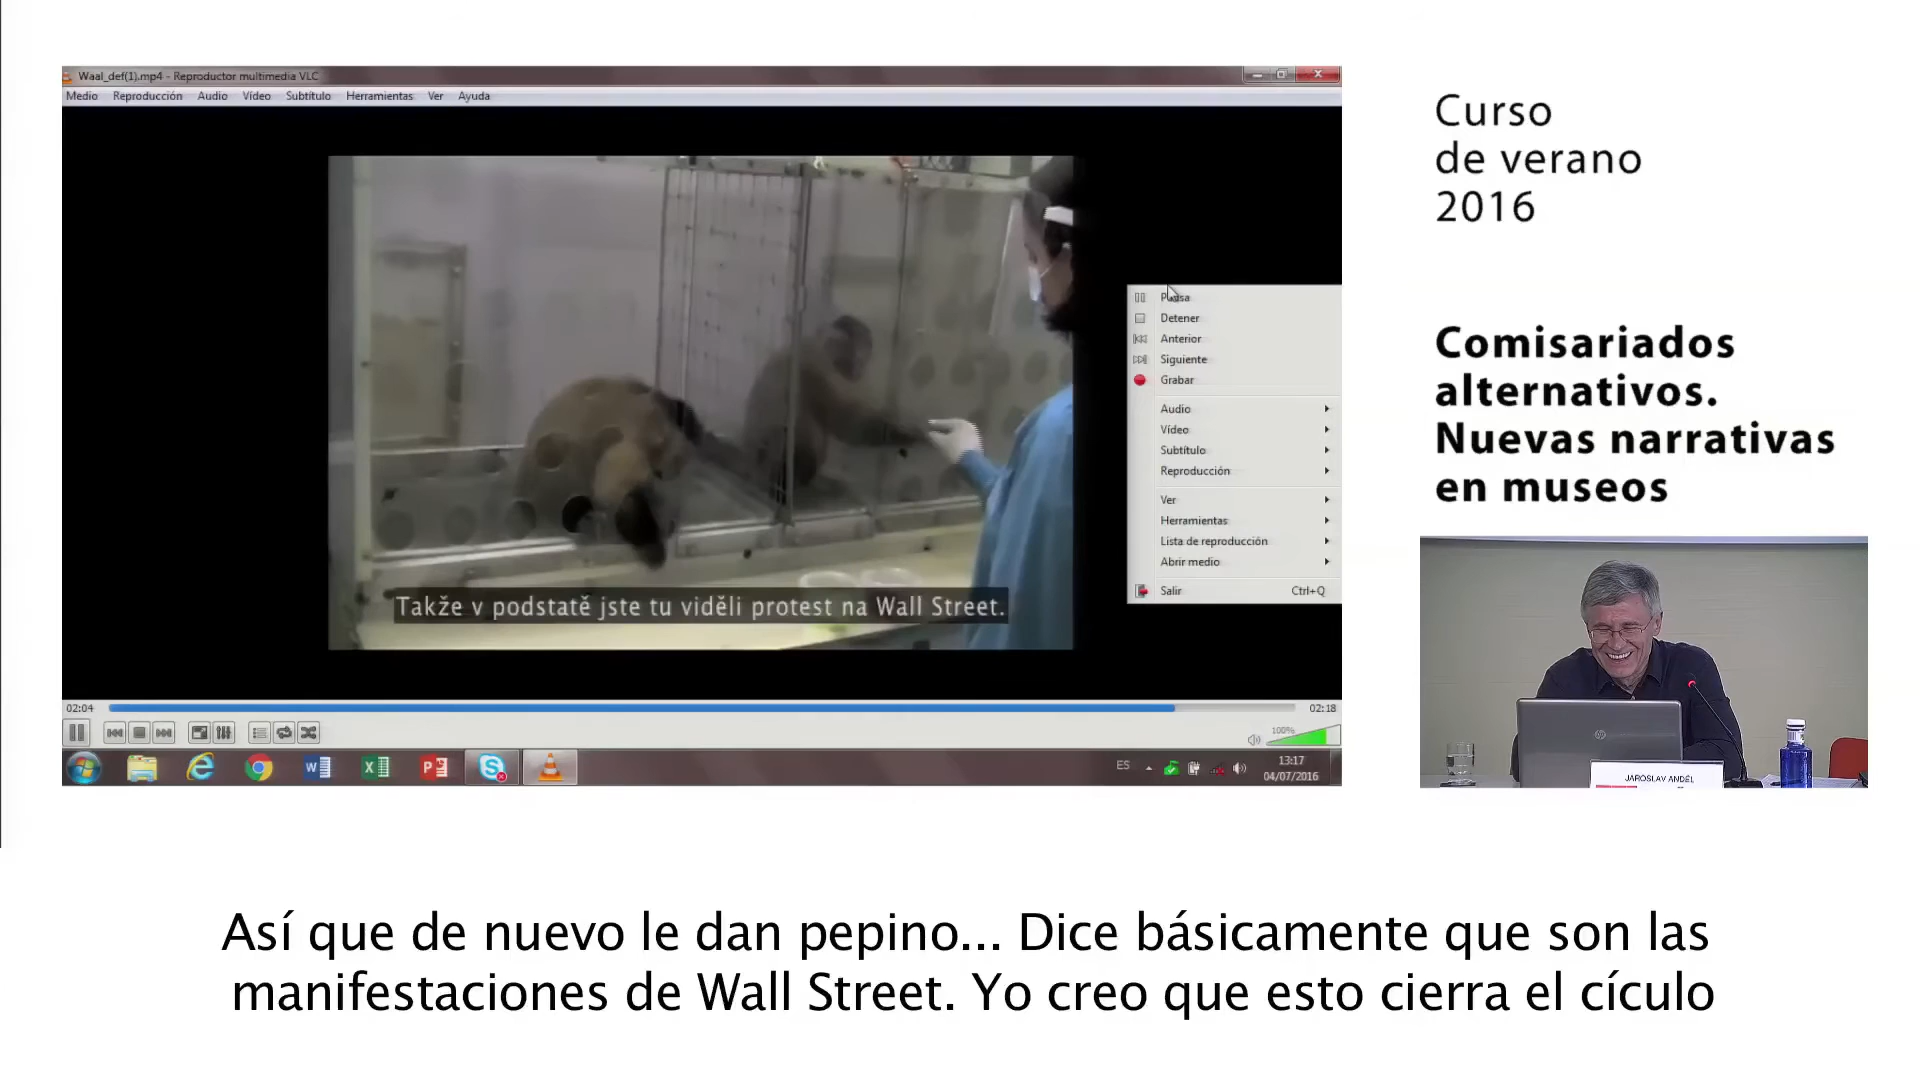 Waal_def(1).mp4 - Reproductor multimedia VLC
Medio Reproducción Audio Vídeo Subtítulo Herramientas Ver Ayuda
Takže v podstatě jste tu viděli protest na Wall Street.
Pausa
Detener
Anterior
Siguiente
Grabar
Audio
Vídeo
Subtítulo
Reproducción
Ver
Herramientas
Lista de reproducción
Abrir medio
Salir Ctrl+Q
02:04
02:18
100%
ES
13:17
04/07/2016
Curso
de verano
2016
Comisariados
alternativos.
Nuevas narrativas
en museos
hp
JAROSLAV ANDĚL
Así que de nuevo le dan pepino... Dice básicamente que son las
manifestaciones de Wall Street. Yo creo que esto cierra el cículo